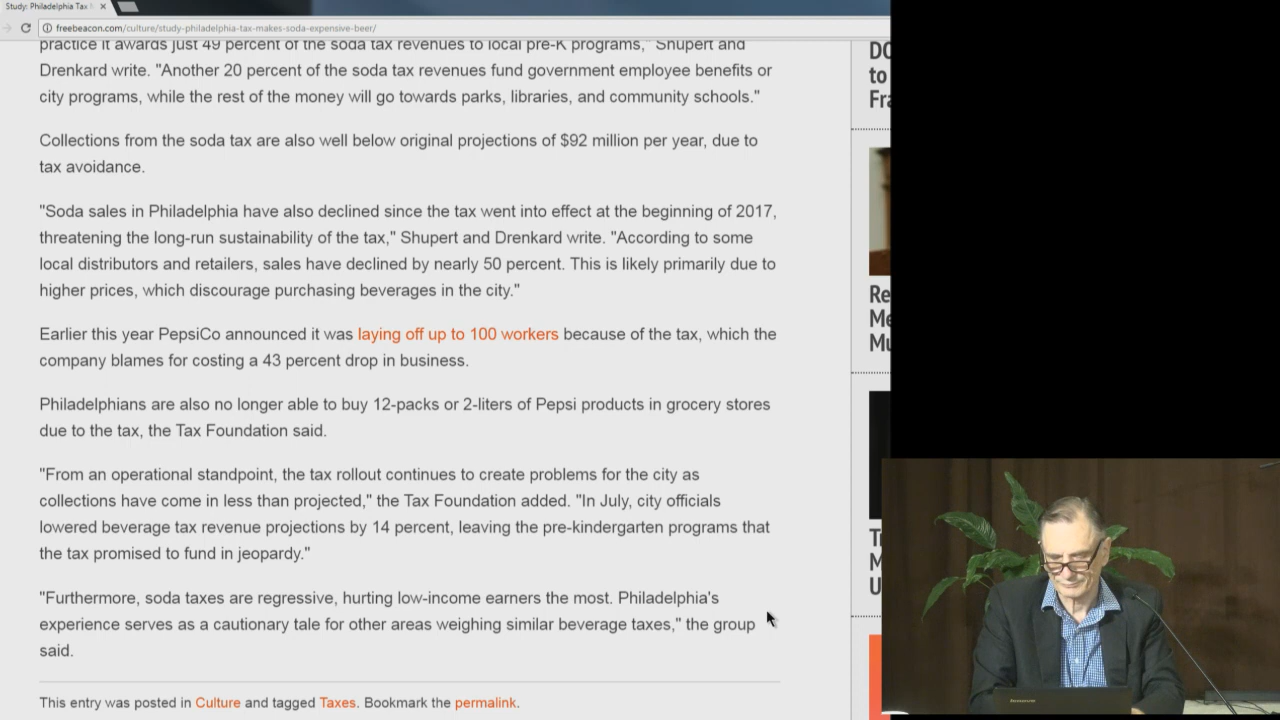 Study: Philadelphia Tax
freebeacon.com/culture/study-philadelphia-tax-makes-soda-expensive-beer/
practice it awards just 49 percent of the soda tax revenues to local pre-K programs," Shupert and
Drenkard write. "Another 20 percent of the soda tax revenues fund government employee benefits or
city programs, while the rest of the money will go towards parks, libraries, and community schools."
Collections from the soda tax are also well below original projections of $92 million per year, due to
tax avoidance.
"Soda sales in Philadelphia have also declined since the tax went into effect at the beginning of 2017,
threatening the long-run sustainability of the tax," Shupert and Drenkard write. "According to some
local distributors and retailers, sales have declined by nearly 50 percent. This is likely primarily due to
higher prices, which discourage purchasing beverages in the city."
Earlier this year PepsiCo announced it was laying off up to 100 workers because of the tax, which the
company blames for costing a 43 percent drop in business.
Philadelphians are also no longer able to buy 12-packs or 2-liters of Pepsi products in grocery stores
due to the tax, the Tax Foundation said.
"From an operational standpoint, the tax rollout continues to create problems for the city as
collections have come in less than projected," the Tax Foundation added. "In July, city officials
lowered beverage tax revenue projections by 14 percent, leaving the pre-kindergarten programs that
the tax promised to fund in jeopardy."
"Furthermore, soda taxes are regressive, hurting low-income earners the most. Philadelphia's
experience serves as a cautionary tale for other areas weighing similar beverage taxes," the group
said.
This entry was posted in Culture and tagged Taxes. Bookmark the permalink.
DO
to
Fra
Re
Me
Mu
T
M
U